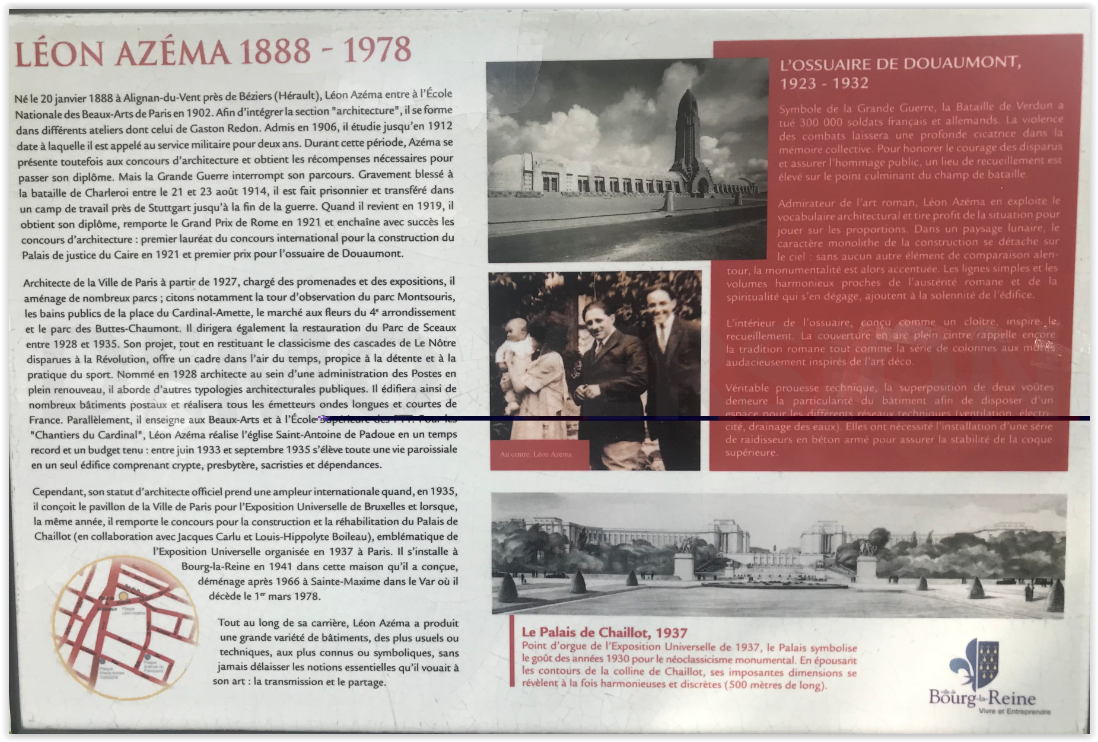 LÉON AZÉMA 1888 - 1978
Né le 20 janvier 1888 à Alignan-du-Vent près de Béziers (Hérault), Léon Azéma entre à l'École
Nationale des Beaux-Arts de Paris en 1902. Afin d'intégrer la section "architecture", il se forme
dans différents ateliers dont celui de Gaston Redon. Admis en 1906, il étudie jusqu'en 1912
date à laquelle il est appelé au service militaire pour deux ans. Durant cette période, Azéma se
présente toutefois aux concours d'architecture et obtient les récompenses nécessaires pour
passer son diplôme. Mais la Grande Guerre interrompt son parcours. Gravement blessé à
la bataille de Charleroi entre le 21 et 23 août 1914, il est fait prisonnier et transféré dans
un camp de travail près de Stuttgart jusqu'à la fin de la guerre. Quand il revient en 1919, il
obtient son diplôme, remporte le Grand Prix de Rome en 1921 et enchaîne avec succès les
concours d'architecture : premier lauréat du concours international pour la construction du
Palais de justice du Caire en 1921 et premier prix pour l'ossuaire de Douaumont.
Architecte de la Ville de Paris à partir de 1927, chargé des promenades et des expositions, il
aménage de nombreux parcs ; citons notamment la tour d'observation du parc Montsouris,
les bains publics de la place du Cardinal-Amette, le marché aux fleurs du 4e arrondissement
et le parc des Buttes-Chaumont. Il dirigera également la restauration du Parc de Sceaux
entre 1928 et 1935. Son projet, tout en restituant le classicisme des cascades de Le Nôtre
disparues à la Révolution, offre un cadre dans l'air du temps, propice à la détente et à la
pratique du sport. Nommé en 1928 architecte au sein d'une administration des Postes en
plein renouveau, il aborde d'autres typologies architecturales publiques. Il édifiera ainsi de
nombreux bâtiments postaux et réalisera tous les émetteurs ondes longues et courtes de
France. Parallèlement, il enseigne aux Beaux-Arts et à l'École Supérieure des PTT. Pour les
"Chantiers du Cardinal", Léon Azéma réalise l'église Saint-Antoine de Padoue en un temps
record et un budget tenu : entre juin 1933 et septembre 1935 s'élève toute une vie paroissiale
en un seul édifice comprenant crypte, presbytère, sacristies et dépendances.
Cependant, son statut d'architecte officiel prend une ampleur internationale quand, en 1935,
il conçoit le pavillon de la Ville de Paris pour l'Exposition Universelle de Bruxelles et lorsque,
la même année, il remporte le concours pour la construction et la réhabilitation du Palais de
Chaillot (en collaboration avec Jacques Carlu et Louis-Hippolyte Boileau), emblématique de
l'Exposition Universelle organisée en 1937 à Paris. Il s'installe à
Bourg-la-Reine en 1941 dans cette maison qu'il a conçue,
déménage après 1966 à Sainte-Maxime dans le Var où il
décède le 1er mars 1978.
Tout au long de sa carrière, Léon Azéma a produit
une grande variété de bâtiments, des plus usuels ou
techniques, aux plus connus ou symboliques, sans
jamais délaisser les notions essentielles qu'il vouait à
son art : la transmission et le partage.
Au centre, Léon Azéma
L'OSSUAIRE DE DOUAUMONT,
1923 - 1932
Symbole de la Grande Guerre, la Bataille de Verdun a
tué 300 000 soldats français et allemands. La violence
des combats laissera une profonde cicatrice dans la
mémoire collective. Pour honorer le courage des disparus
et assurer l'hommage public, un lieu de recueillement est
élevé sur le point culminant du champ de bataille.
Admirateur de l'art roman, Léon Azéma en exploite le
vocabulaire architectural et tire profit de la situation pour
jouer sur les proportions. Dans un paysage lunaire, le
caractère monolithe de la construction se détache sur
le ciel : sans aucun autre élément de comparaison alen-
tour, la monumentalité est alors accentuée. Les lignes simples et les
volumes harmonieux proches de l'austérité romane et de la
spiritualité qui s'en dégage, ajoutent à la solennité de l'édifice.
L'intérieur de l'ossuaire, conçu comme un cloître, inspire le
recueillement. La couverture en arc plein cintre rappelle encore
la tradition romane tout comme la série de colonnes aux motifs
audacieusement inspirés de l'art déco.
Véritable prouesse technique, la superposition de deux voûtes
demeure la particularité du bâtiment afin de disposer d'un
espace pour les différents réseaux techniques (ventilation, électri-
cité, drainage des eaux). Elles ont nécessité l'installation d'une série
de raidisseurs en béton armé pour assurer la stabilité de la coque
supérieure.
Le Palais de Chaillot, 1937
Point d'orgue de l'Exposition Universelle de 1937, le Palais symbolise
le goût des années 1930 pour le néoclassicisme monumental. En épousant
les contours de la colline de Chaillot, ses imposantes dimensions se
révèlent à la fois harmonieuses et discrètes (500 mètres de long).
ville de
Bourg-la-Reine
Vivre et Entreprendre